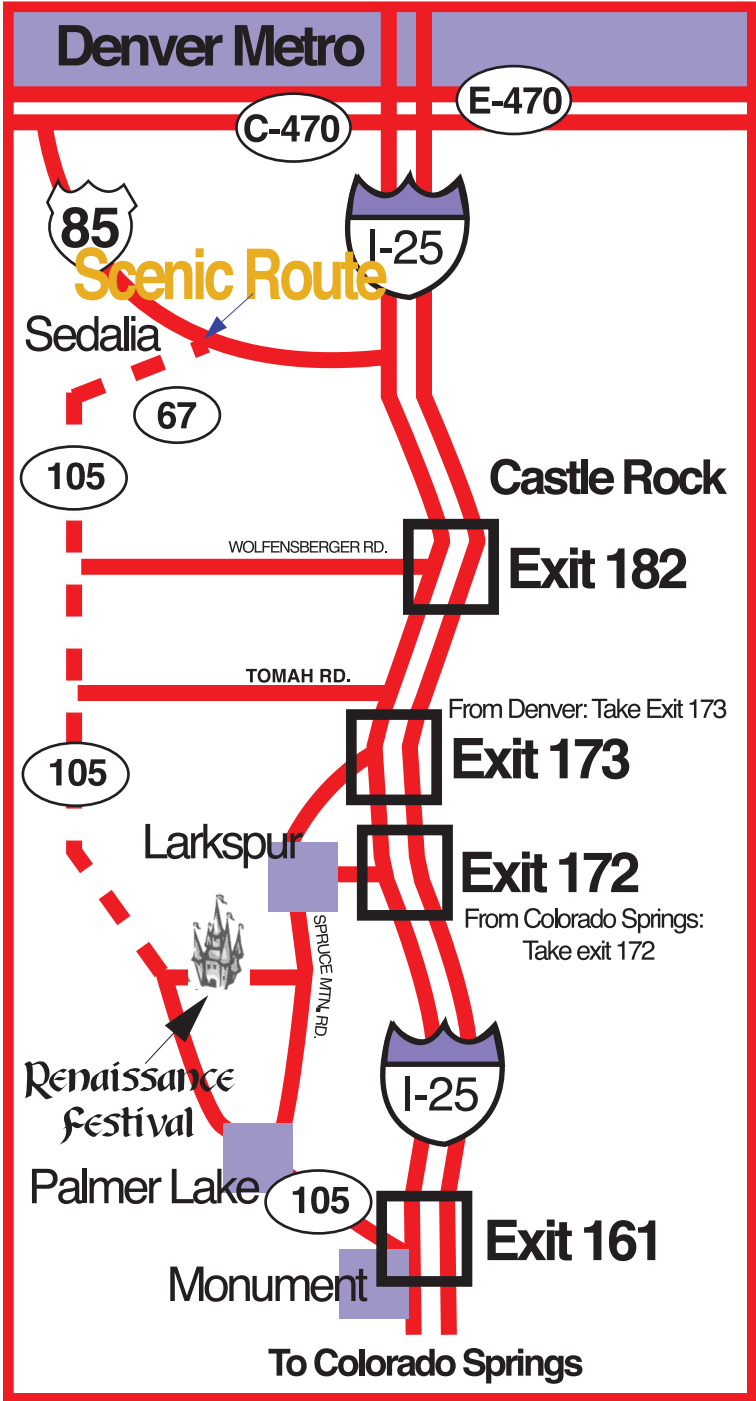 Denver Metro
E-470
C-470
85
I-25
Scenic Route
Sedalia
67
105
Castle Rock
WOLFENSBERGER RD.
Exit 182
TOMAH RD.
From Denver: Take Exit 173
Exit 173
105
Larkspur
Exit 172
From Colorado Springs:
Take exit 172
SPRUCE MTN. RD.
Renaissance
Festival
I-25
Palmer Lake
105
Exit 161
Monument
To Colorado Springs